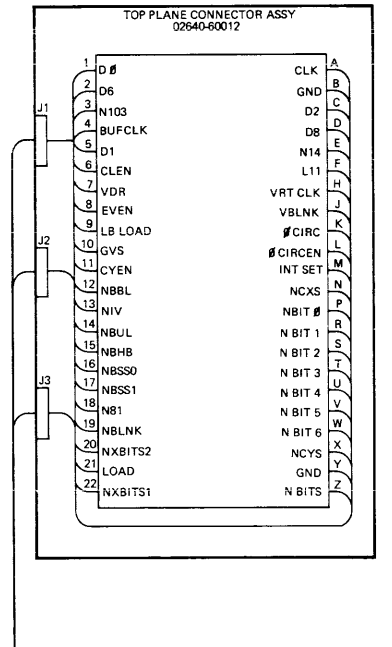 TOP PLANE CONNECTOR ASSY
02640-60012
J1
J2
J3
1 DØ CLK A
2 D6 GND B
3 N103 D2 C
4 BUFCLK D8 D
5 D1 N14 E
6 CLEN L11 F
7 VDR VRT CLK H
8 EVEN VBLNK J
9 LB LOAD ØCIRC K
10 GVS ØCIRCEN L
11 CYEN INT SET M
12 NBBL NCXS N
13 NIV NBIT Ø P
14 NBUL N BIT 1 R
15 NBHB N BIT 2 S
16 NBSS0 N BIT 3 T
17 NBSS1 N BIT 4 U
18 N81 N BIT 5 V
19 NBLNK N BIT 6 W
20 NXBITS2 NCYS X
21 LOAD GND Y
22 NXBITS1 N BITS Z